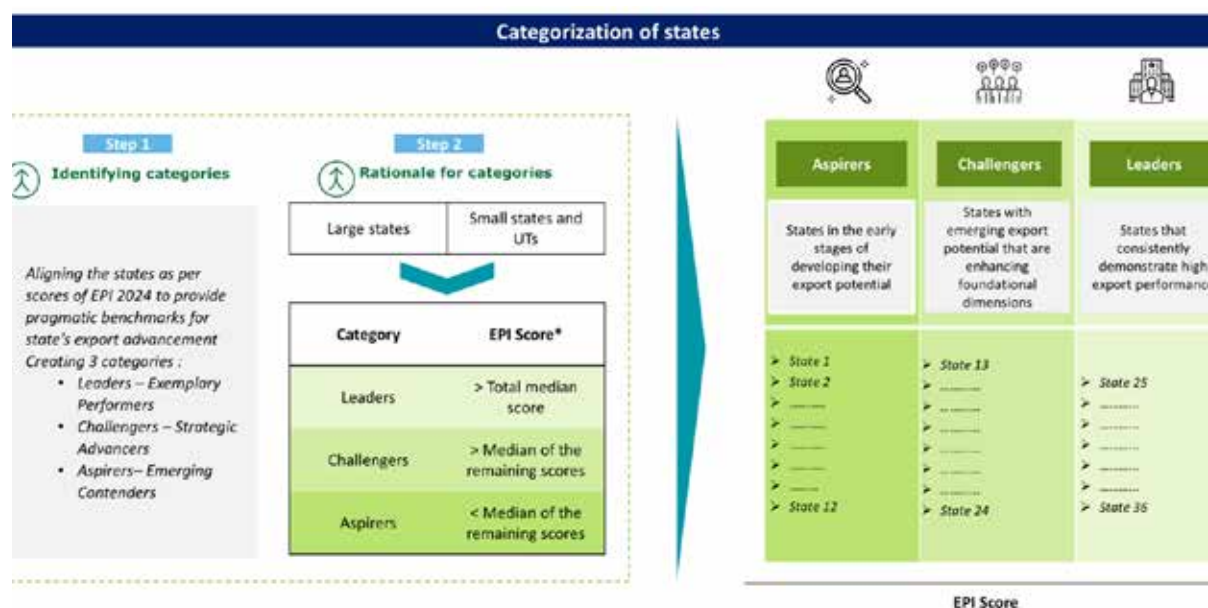 Categorization of states
Step 1
Identifying categories
Aligning the states as per
scores of EPI 2024 to provide
pragmatic benchmarks for
state's export advancement
Creating 3 categories :
• Leaders – Exemplary
Performers
• Challengers – Strategic
Advancers
• Aspirers– Emerging
Contenders
Step 2
Rationale for categories
Large states
Small states and
UTs
Category EPI Score*
Leaders
> Total median
score
Challengers
> Median of the
remaining scores
Aspirers
< Median of the
remaining scores
Aspirers
States in the early
stages of
developing their
export potential
➢ State 1
➢ State 2
➢ ..........
➢ ..........
➢ ..........
➢ ..........
➢ ..........
➢ State 12
Challengers
States with
emerging export
potential that are
enhancing
foundational
dimensions
➢ State 13
➢ ..........
➢ ..........
➢ ..........
➢ ..........
➢ ..........
➢ ..........
➢ State 24
Leaders
States that
consistently
demonstrate high
export performance
➢ State 25
➢ ..........
➢ ..........
➢ ..........
➢ ..........
➢ ..........
➢ State 36
EPI Score